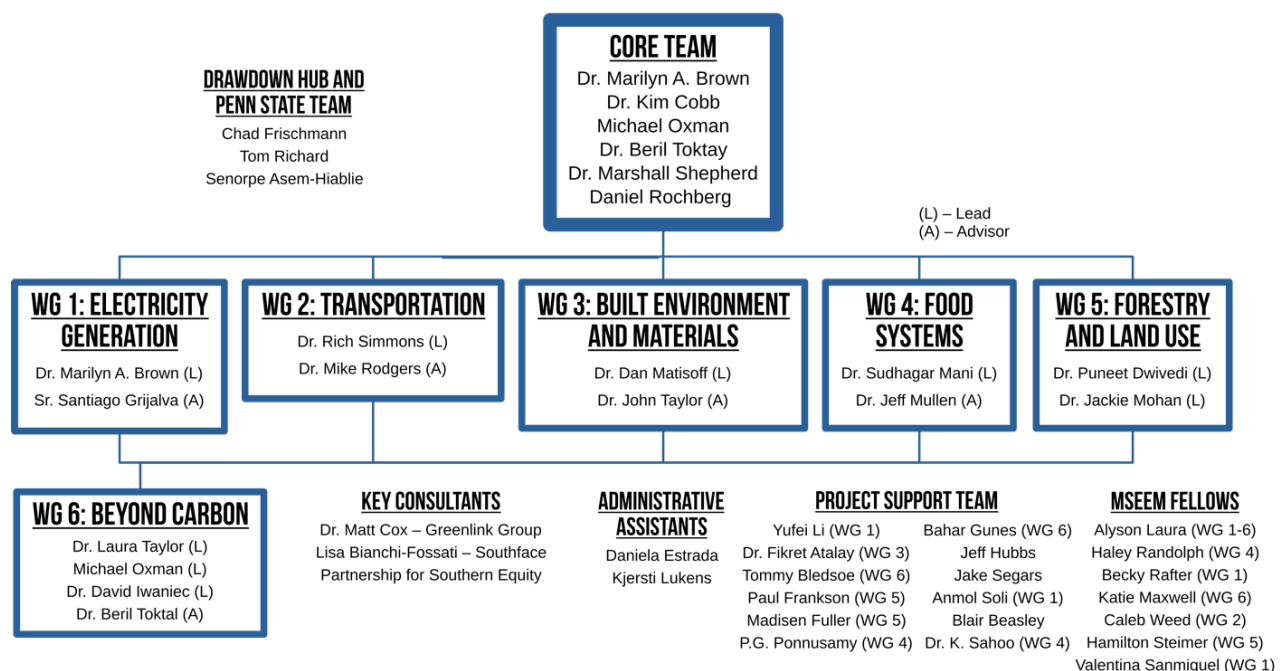 CORE TEAM
Dr. Marilyn A. Brown
Dr. Kim Cobb
Michael Oxman
Dr. Beril Toktay
Dr. Marshall Shepherd
Daniel Rochberg
DRAWDOWN HUB AND
PENN STATE TEAM
Chad Frischmann
Tom Richard
Senorpe Asem-Hiablie
(L) – Lead
(A) – Advisor
WG 1: ELECTRICITY
GENERATION
Dr. Marilyn A. Brown (L)
Sr. Santiago Grijalva (A)
WG 2: TRANSPORTATION
Dr. Rich Simmons (L)
Dr. Mike Rodgers (A)
WG 3: BUILT ENVIRONMENT
AND MATERIALS
Dr. Dan Matisoff (L)
Dr. John Taylor (A)
WG 4: FOOD
SYSTEMS
Dr. Sudhagar Mani (L)
Dr. Jeff Mullen (A)
WG 5: FORESTRY
AND LAND USE
Dr. Puneet Dwivedi (L)
Dr. Jackie Mohan (L)
WG 6: BEYOND CARBON
Dr. Laura Taylor (L)
Michael Oxman (L)
Dr. David Iwaniec (L)
Dr. Beril Toktal (A)
KEY CONSULTANTS
Dr. Matt Cox – Greenlink Group
Lisa Bianchi-Fossati – Southface
Partnership for Southern Equity
ADMINISTRATIVE
ASSISTANTS
Daniela Estrada
Kjersti Lukens
PROJECT SUPPORT TEAM
Yufei Li (WG 1)
Dr. Fikret Atalay (WG 3)
Tommy Bledsoe (WG 6)
Paul Frankson (WG 5)
Madisen Fuller (WG 5)
P.G. Ponnusamy (WG 4)
Bahar Gunes (WG 6)
Jeff Hubbs
Jake Segars
Anmol Soli (WG 1)
Blair Beasley
Dr. K. Sahoo (WG 4)
MSEEM FELLOWS
Alyson Laura (WG 1-6)
Haley Randolph (WG 4)
Becky Rafter (WG 1)
Katie Maxwell (WG 6)
Caleb Weed (WG 2)
Hamilton Steimer (WG 5)
Valentina Sanmiguel (WG 1)